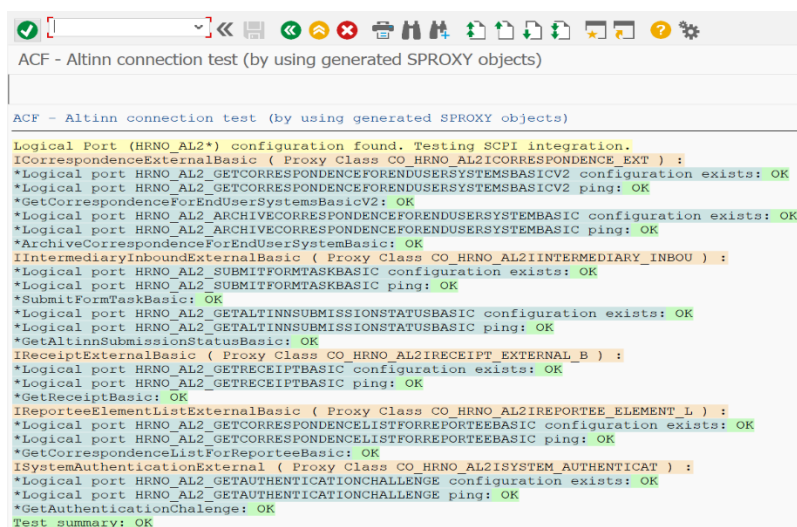 ACF - Altinn connection test (by using generated SPROXY objects)
ACF - Altinn connection test (by using generated SPROXY objects)
Logical Port (HRNO_AL2*) configuration found. Testing SCPI integration.
ICorrespondenceExternalBasic ( Proxy Class CO_HRNO_AL2ICORRESPONDENCE_EXT ) :
*Logical port HRNO_AL2_GETCORRESPONDENCEFORENDUSERSYSTEMSBASICV2 configuration exists: OK
*Logical port HRNO_AL2_GETCORRESPONDENCEFORENDUSERSYSTEMSBASICV2 ping: OK
*GetCorrespondenceForEndUserSystemsBasicV2: OK
*Logical port HRNO_AL2_ARCHIVECORRESPONDENCEFORENDUSERSYSTEMBASIC configuration exists: OK
*Logical port HRNO_AL2_ARCHIVECORRESPONDENCEFORENDUSERSYSTEMBASIC ping: OK
*ArchiveCorrespondenceForEndUserSystemBasic: OK
IIntermediaryInboundExternalBasic ( Proxy Class CO_HRNO_AL2IINTERMEDIARY_INBOU ) :
*Logical port HRNO_AL2_SUBMITFORMTASKBASIC configuration exists: OK
*Logical port HRNO_AL2_SUBMITFORMTASKBASIC ping: OK
*SubmitFormTaskBasic: OK
*Logical port HRNO_AL2_GETALTINNSUBMISSIONSTATUSBASIC configuration exists: OK
*Logical port HRNO_AL2_GETALTINNSUBMISSIONSTATUSBASIC ping: OK
*GetAltinnSubmissionStatusBasic: OK
IReceiptExternalBasic ( Proxy Class CO_HRNO_AL2IRECEIPT_EXTERNAL_B ) :
*Logical port HRNO_AL2_GETRECEIPTBASIC configuration exists: OK
*Logical port HRNO_AL2_GETRECEIPTBASIC ping: OK
*GetReceiptBasic: OK
IReporteeElementListExternalBasic ( Proxy Class CO_HRNO_AL2IREPORTEE_ELEMENT_L ) :
*Logical port HRNO_AL2_GETCORRESPONDENCELISTFORREPORTEEBASIC configuration exists: OK
*Logical port HRNO_AL2_GETCORRESPONDENCELISTFORREPORTEEBASIC ping: OK
*GetCorrespondenceListForReporteeBasic: OK
ISystemAuthenticationExternal ( Proxy Class CO_HRNO_AL2ISYSTEM_AUTHENTICAT ) :
*Logical port HRNO_AL2_GETAUTHENTICATIONCHALLENGE configuration exists: OK
*Logical port HRNO_AL2_GETAUTHENTICATIONCHALLENGE ping: OK
*GetAuthenticationChalenge: OK
Test summary: OK